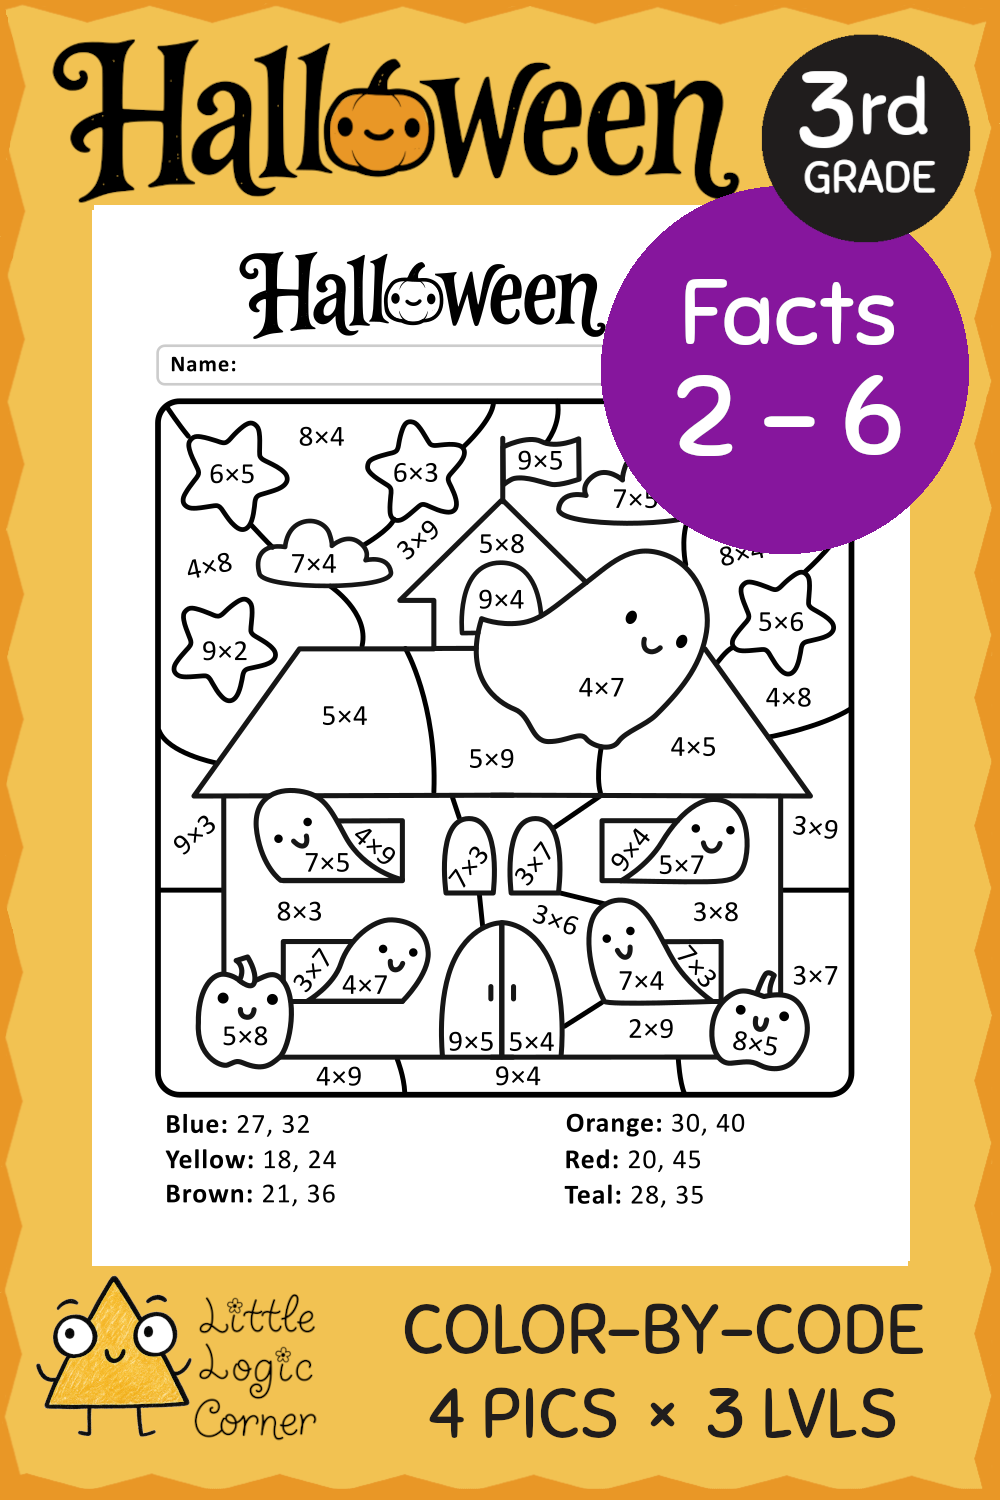 Halloween
3rd
GRADE
Facts
2 – 6
Halloween
Name:
8×4
6×5
6×3
9×5
7×5
3×9
5×8
4×8
7×4
8×4
9×4
5×6
9×2
4×7
4×8
5×4
5×9
4×5
9×3
7×5
4×9
7×3
3×7
9×4
5×7
3×9
8×3
3×6
3×8
3×7
4×7
7×4
7×3
3×7
5×8
9×5
5×4
2×9
8×5
4×9
9×4
Blue: 27, 32
Orange: 30, 40
Yellow: 18, 24
Red: 20, 45
Brown: 21, 36
Teal: 28, 35
Little
Logic
Corner
COLOR–BY–CODE
4 PICS × 3 LVLS